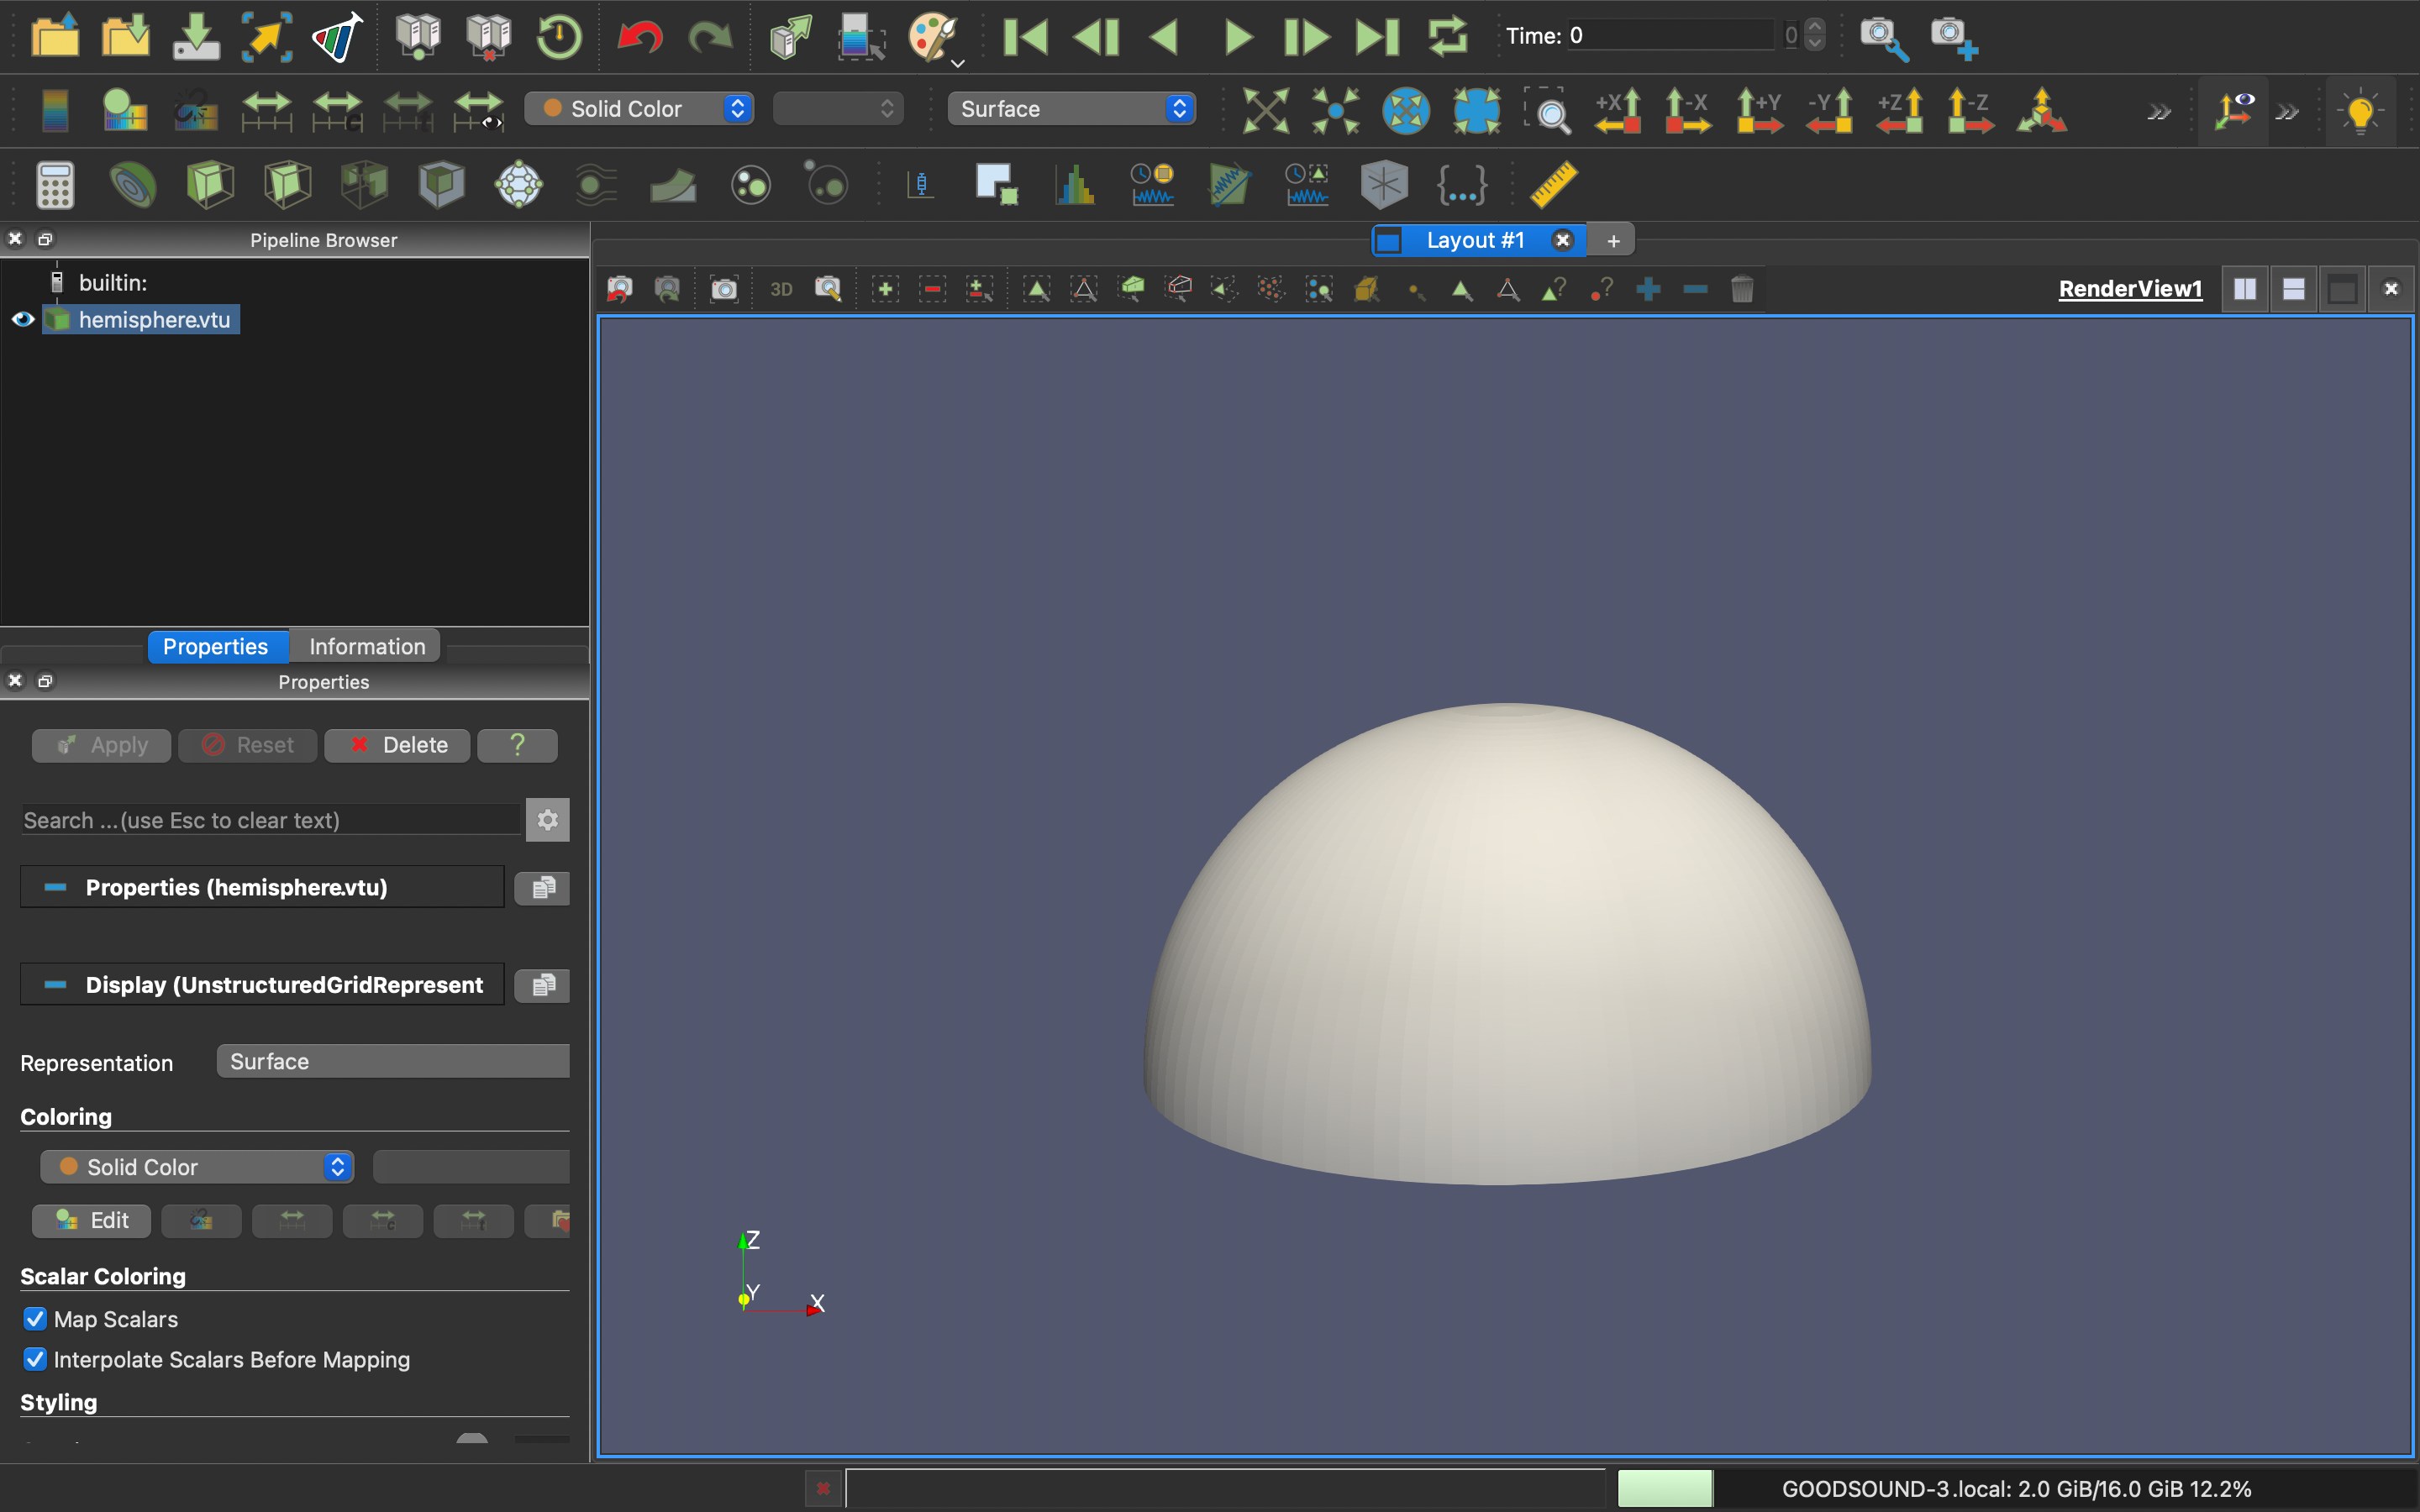 Time: 0
0
Solid Color
Surface
+X
-X
+Y
-Y
+Z
-Z
Pipeline Browser
Layout #1
+
builtin:
hemisphere.vtu
3D
RenderView1
Properties
Information
Properties
Apply
Reset
Delete
?
Search ...(use Esc to clear text)
Properties (hemisphere.vtu)
Display (UnstructuredGridRepresent
Representation
Surface
Coloring
Solid Color
Edit
Scalar Coloring
Map Scalars
Interpolate Scalars Before Mapping
Styling
Z
Y
X
GOODSOUND-3.local: 2.0 GiB/16.0 GiB 12.2%